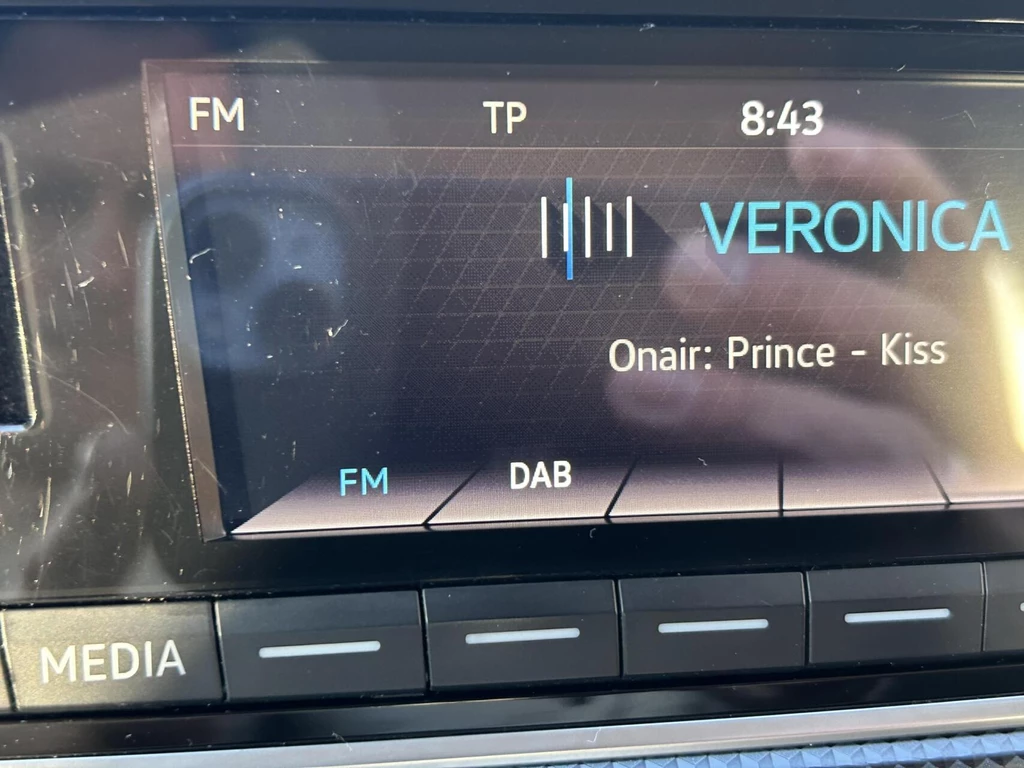 FM TP 8:43
VERONICA
Onair: Prince - Kiss
FM DAB
MEDIA